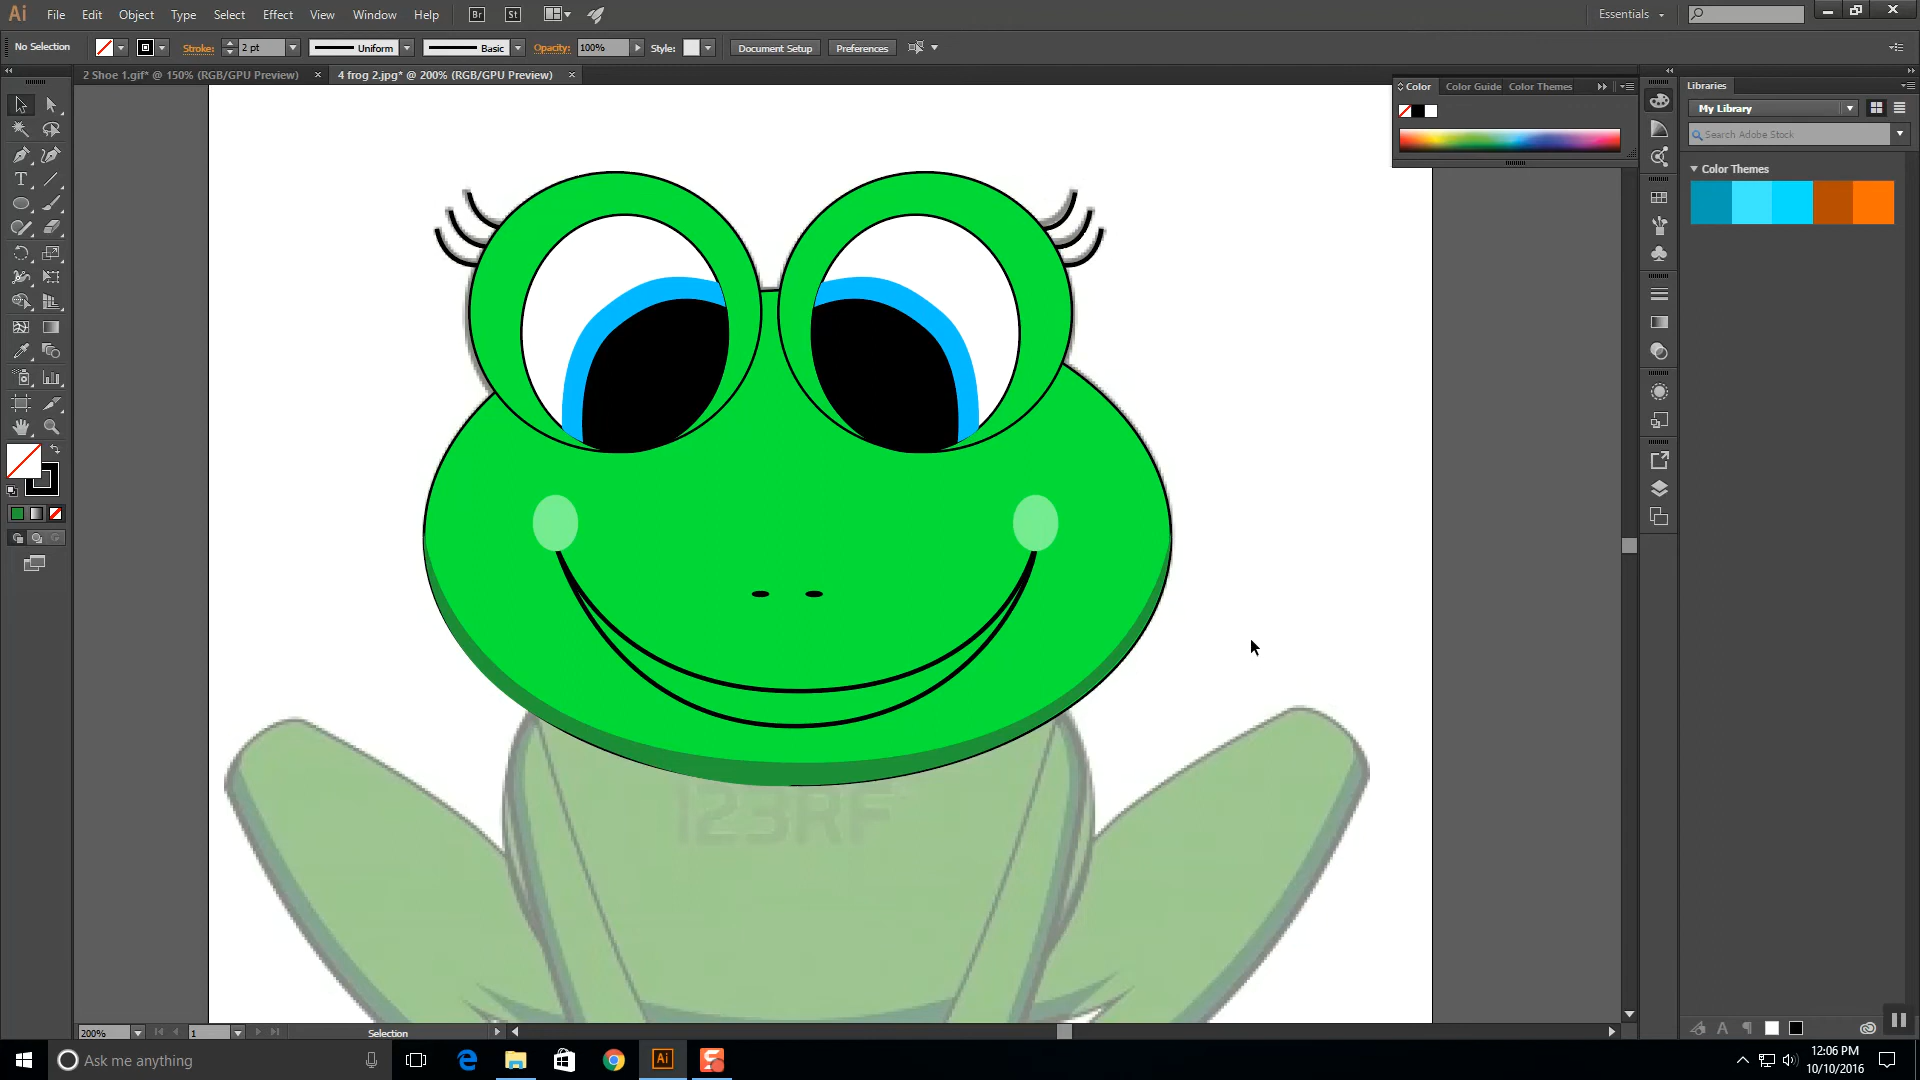 Ai File Edit Object Type Select Effect View Window Help Br St Essentials
No Selection Stroke: 2 pt Uniform Basic Opacity: 100% Style: Document Setup Preferences
2 Shoe 1.gif* @ 150% (RGB/GPU Preview) × 4 frog 2.jpg* @ 200% (RGB/GPU Preview) ×
Color Color Guide Color Themes
Libraries
My Library
Search Adobe Stock
Color Themes
123RF
200% 1 Selection
Ask me anything
Ai
12:06 PM
10/10/2016